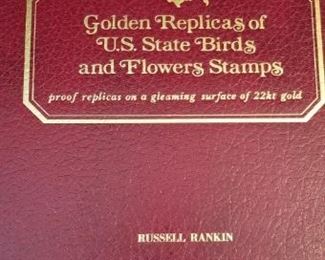 Golden Replicas of
U.S. State Birds
and Flowers Stamps
proof replicas on a gleaming surface of 22kt gold
RUSSELL RANKIN